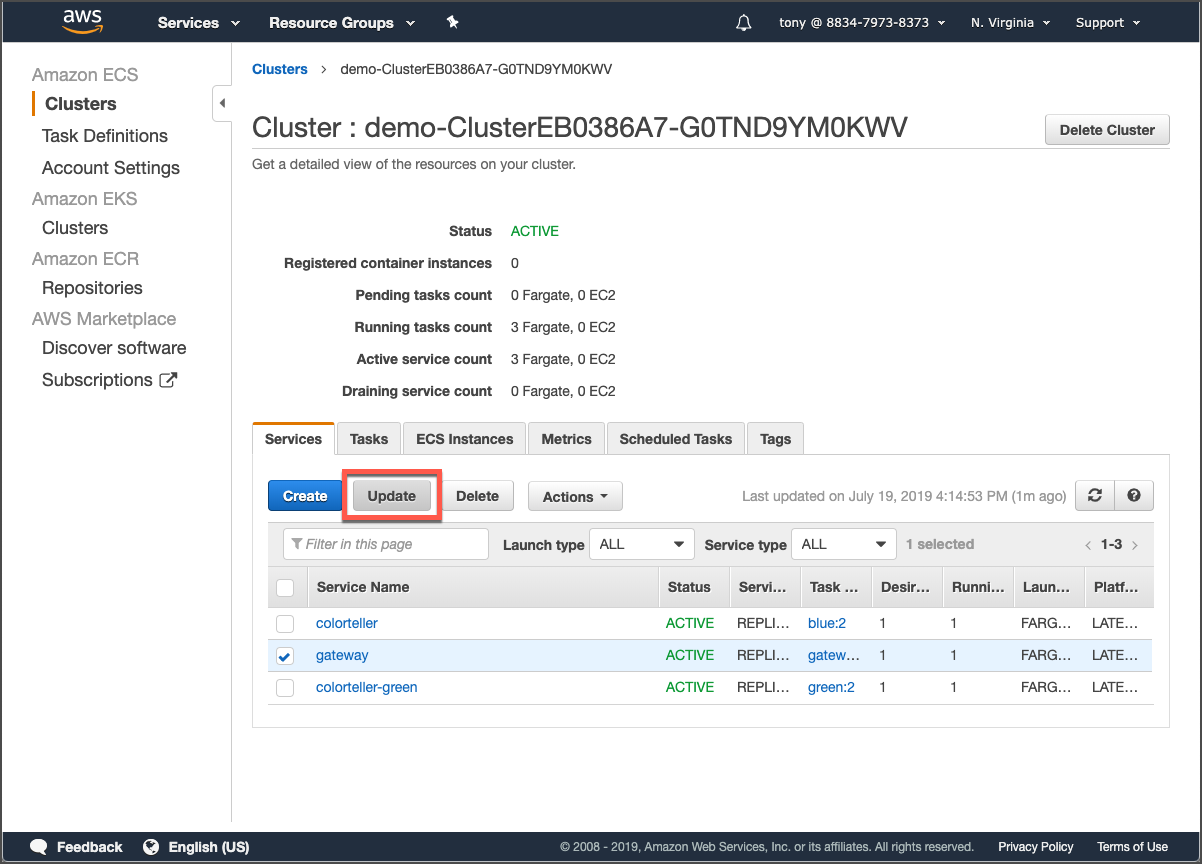 aws Services Resource Groups tony @ 8834-7973-8373 N. Virginia Support
Amazon ECS
Clusters
Task Definitions
Account Settings
Amazon EKS
Clusters
Amazon ECR
Repositories
AWS Marketplace
Discover software
Subscriptions
Clusters > demo-ClusterEB0386A7-G0TND9YM0KWV
Cluster : demo-ClusterEB0386A7-G0TND9YM0KWV
Delete Cluster
Get a detailed view of the resources on your cluster.
Status ACTIVE
Registered container instances 0
Pending tasks count 0 Fargate, 0 EC2
Running tasks count 3 Fargate, 0 EC2
Active service count 3 Fargate, 0 EC2
Draining service count 0 Fargate, 0 EC2
Services Tasks ECS Instances Metrics Scheduled Tasks Tags
Create Update Delete Actions Last updated on July 19, 2019 4:14:53 PM (1m ago)
Filter in this page Launch type ALL Service type ALL 1 selected < 1-3 >
Service Name Status Servi... Task ... Desir... Runni... Laun... Platf...
colorteller ACTIVE REPLI... blue:2 1 1 FARG... LATE...
gateway ACTIVE REPLI... gatew... 1 1 FARG... LATE...
colorteller-green ACTIVE REPLI... green:2 1 1 FARG... LATE...
Feedback English (US) © 2008 - 2019, Amazon Web Services, Inc. or its affiliates. All rights reserved. Privacy Policy Terms of Use